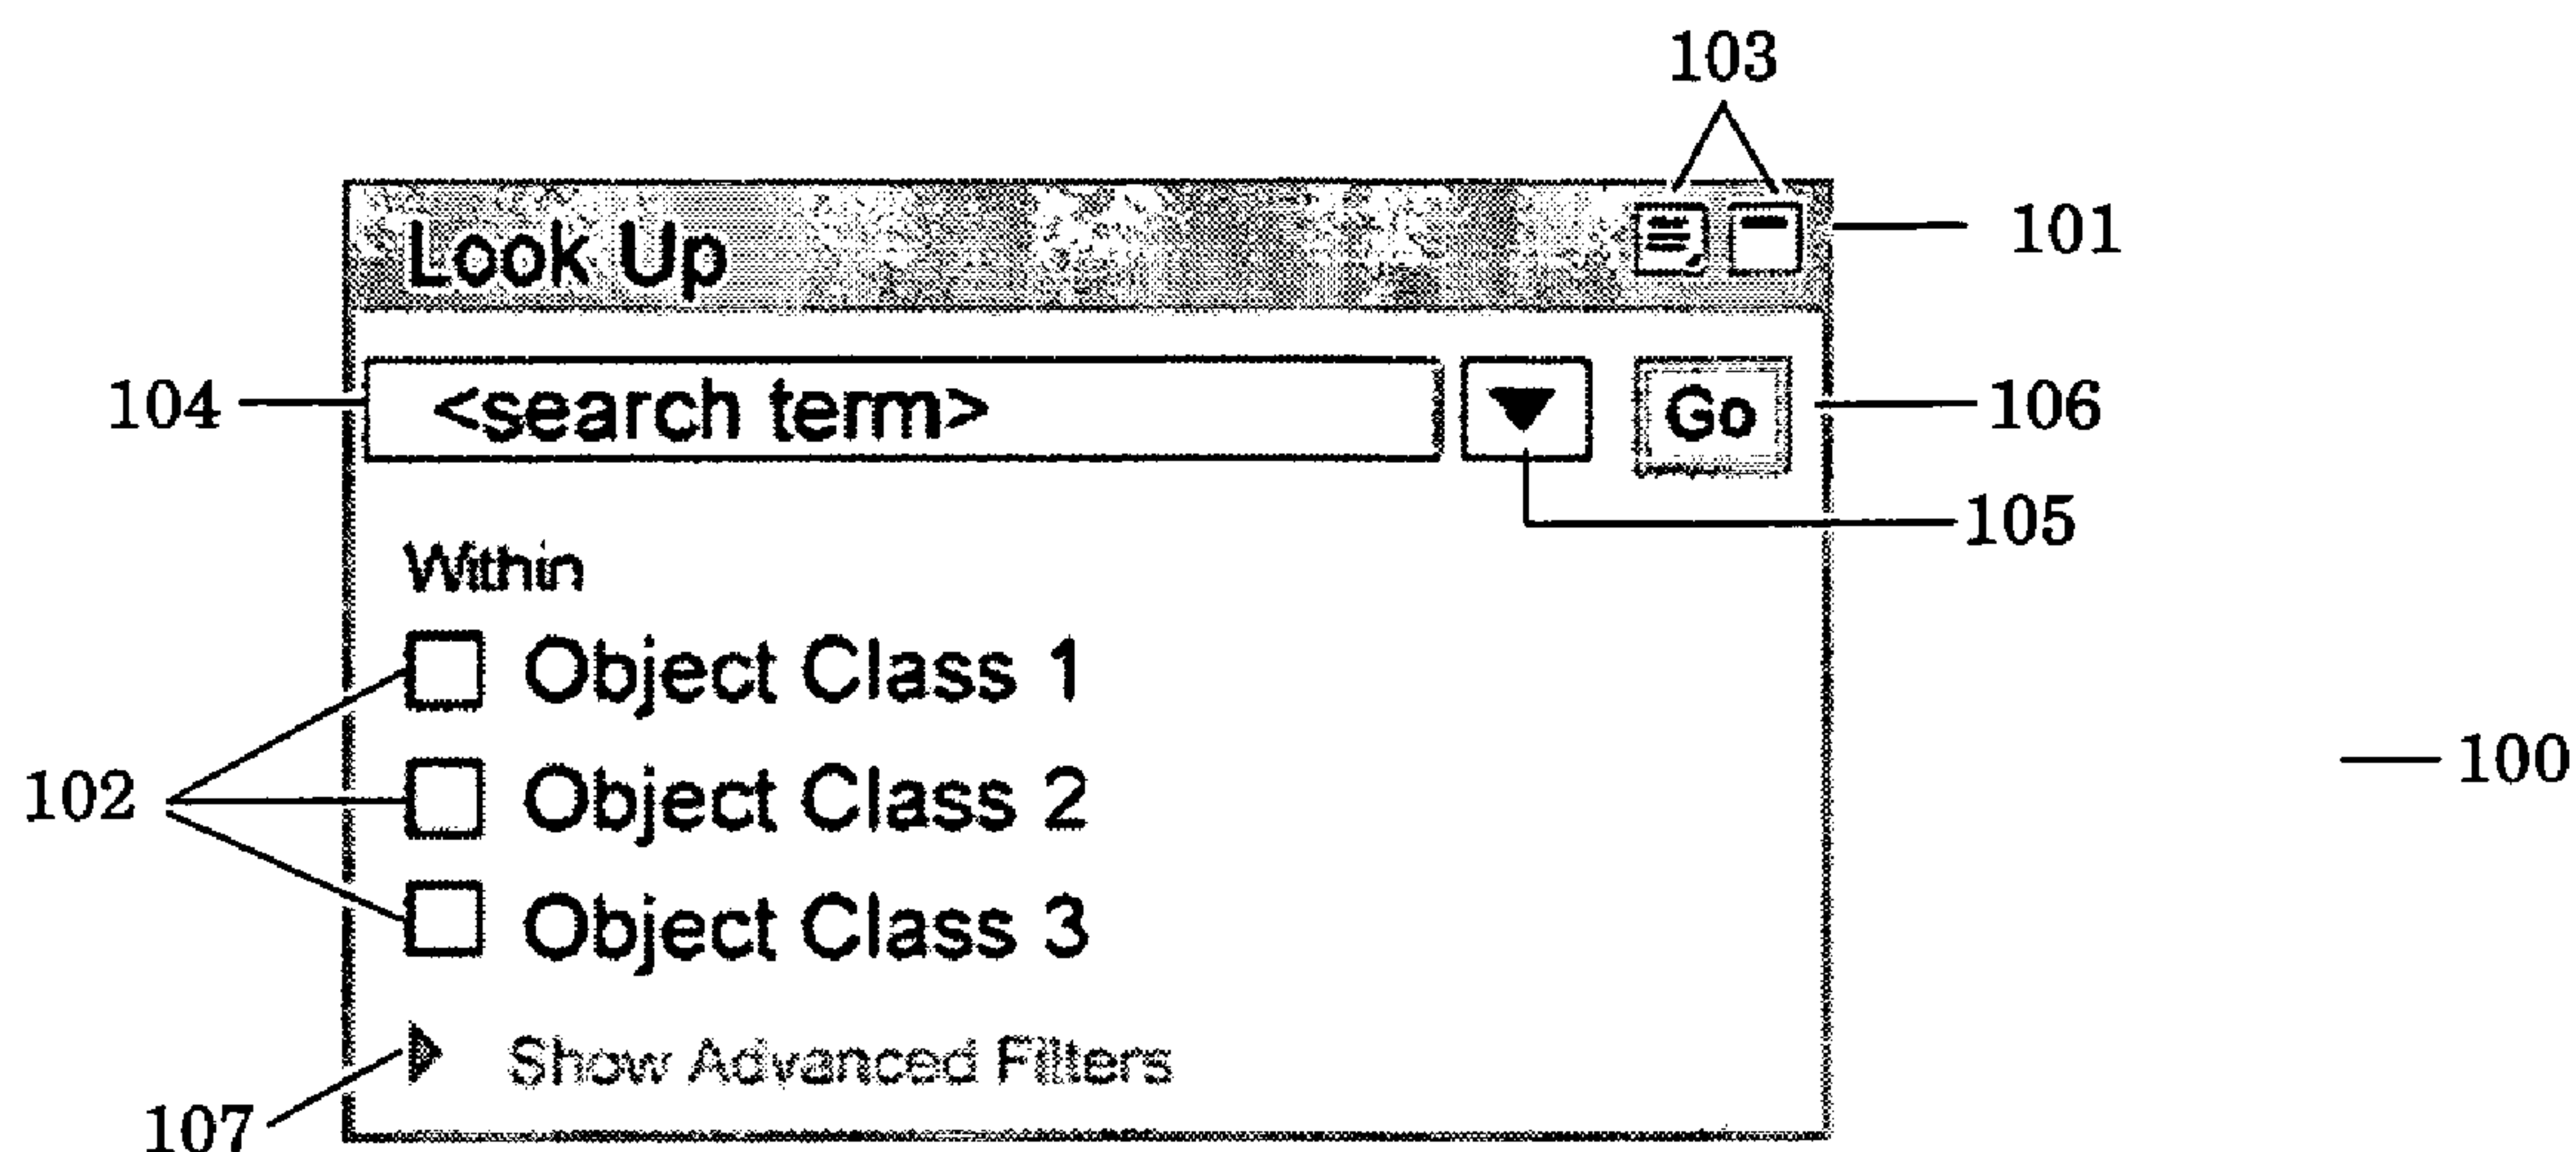 103
Look Up
101
104
<search term>
Go
106
105
Within
Object Class 1
102
Object Class 2
100
Object Class 3
Show Advanced Filters
107